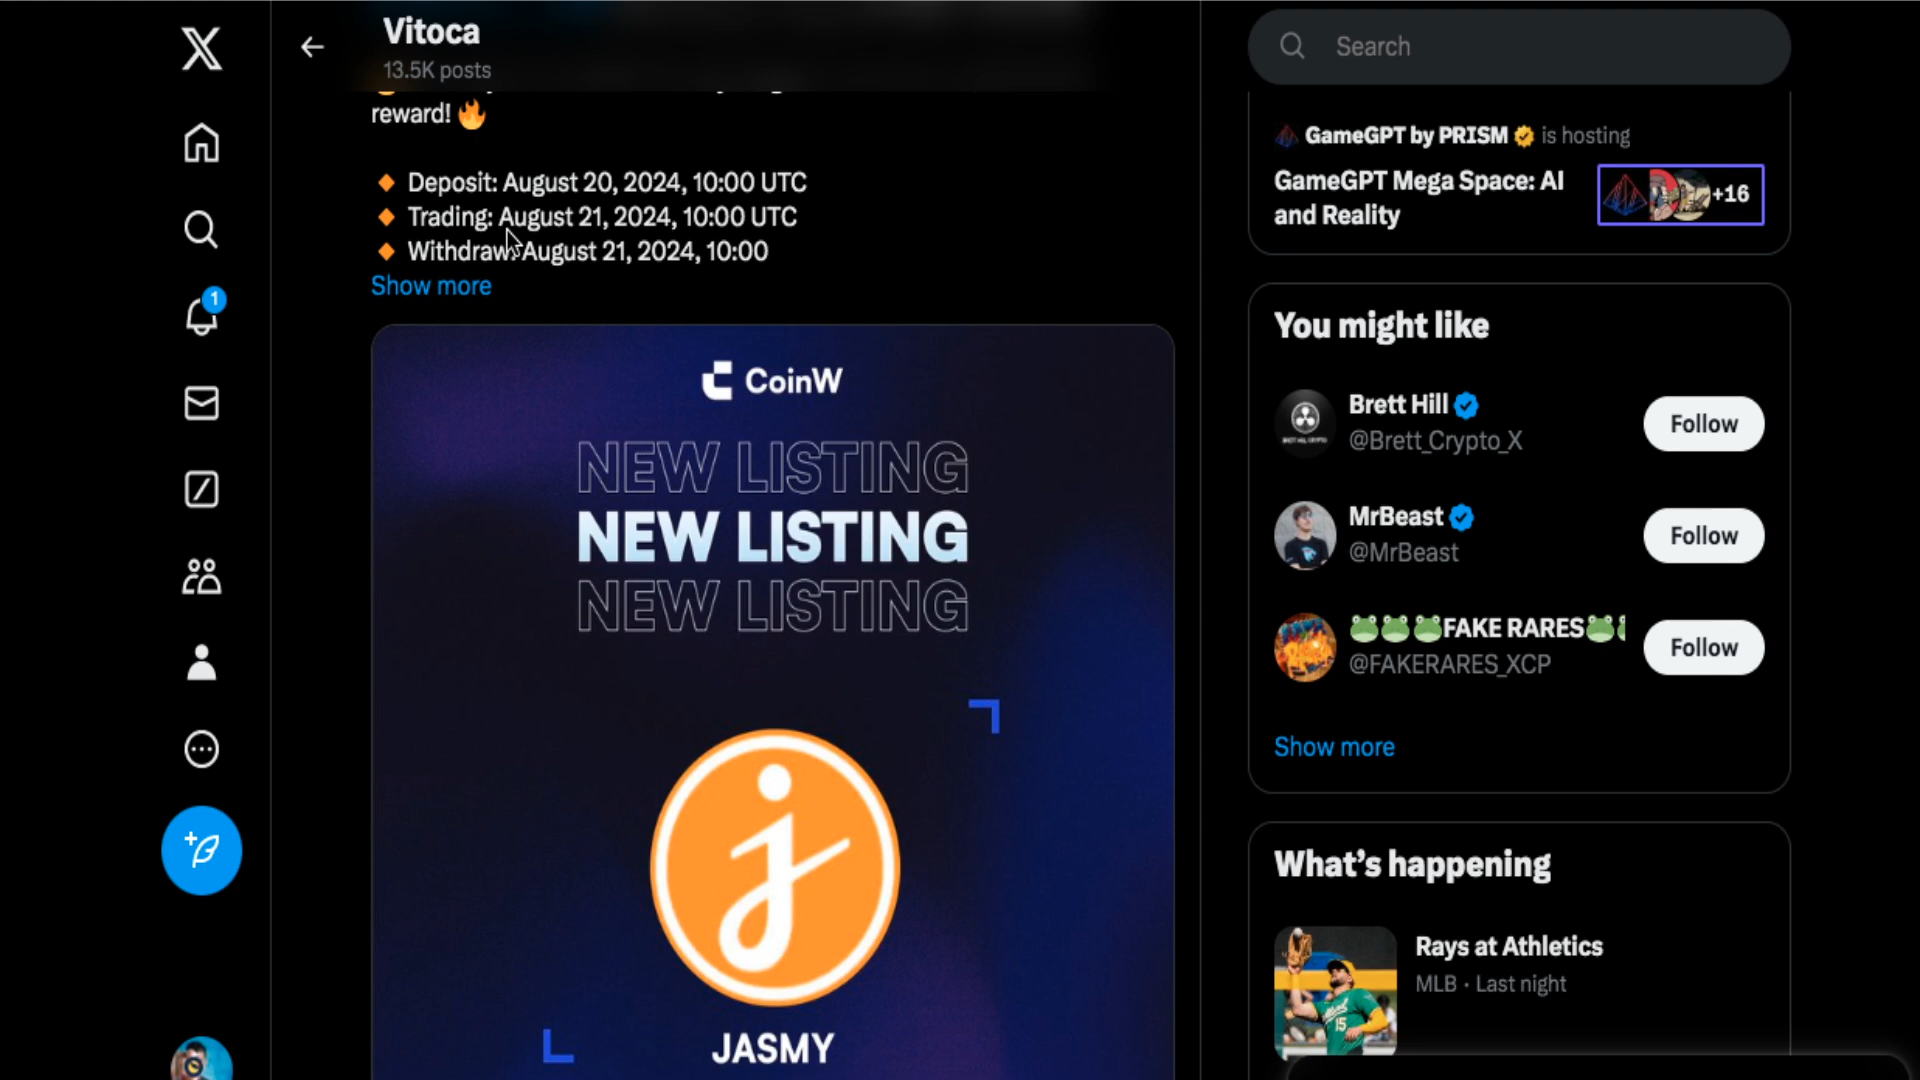 Vitoca
13.5K posts
reward! 🔥
🔸 Deposit: August 20, 2024, 10:00 UTC
🔸 Trading: August 21, 2024, 10:00 UTC
🔸 Withdraw: August 21, 2024, 10:00
Show more
CoinW
NEW LISTING
NEW LISTING
NEW LISTING
JASMY
1
Search
GameGPT by PRISM is hosting
GameGPT Mega Space: AI
and Reality
+16
You might like
Brett Hill
@Brett_Crypto_X
Follow
MrBeast
@MrBeast
Follow
🐸🐸🐸FAKE RARES🐸
@FAKERARES_XCP
Follow
Show more
What's happening
Rays at Athletics
MLB · Last night
15